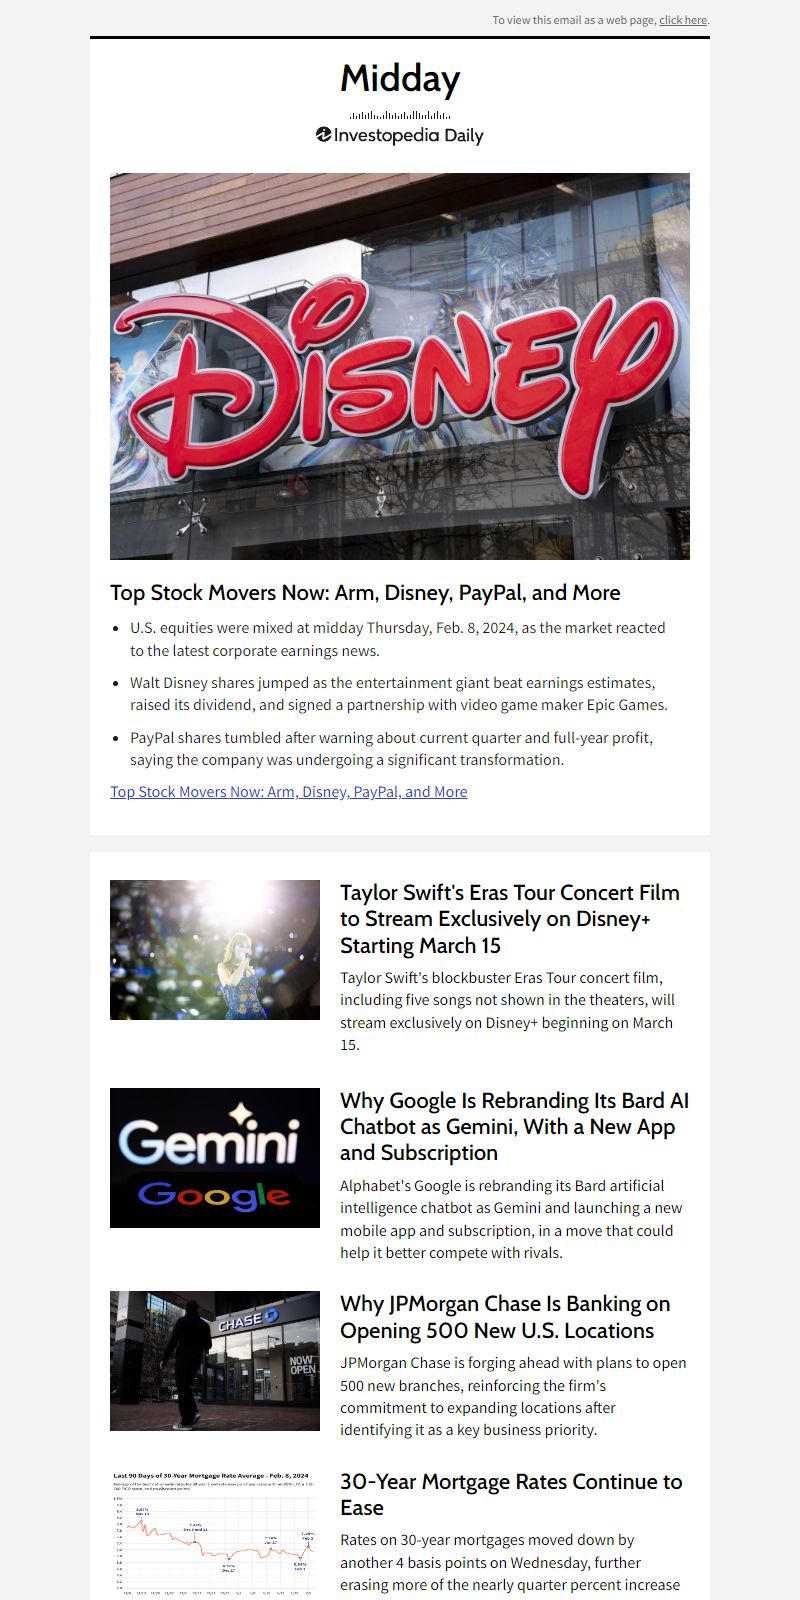 To view this email as a web page, click here.
Midday
Investopedia Daily
DISNEY
Top Stock Movers Now: Arm, Disney, PayPal, and More
U.S. equities were mixed at midday Thursday, Feb. 8, 2024, as the market reacted
to the latest corporate earnings news.
Walt Disney shares jumped as the entertainment giant beat earnings estimates,
raised its dividend, and signed a partnership with video game maker Epic Games.
PayPal shares tumbled after warning about current quarter and full-year profit,
saying the company was undergoing a significant transformation.
Top Stock Movers Now: Arm, Disney, PayPal, and More
Taylor Swift's Eras Tour Concert Film
to Stream Exclusively on Disney+
Starting March 15
Taylor Swift's blockbuster Eras Tour concert film,
including five songs not shown in the theaters, will
stream exclusively on Disney+ beginning on March
15.
Gemini
Google
Why Google Is Rebranding Its Bard AI
Chatbot as Gemini, With a New App
and Subscription
Alphabet's Google is rebranding its Bard artificial
intelligence chatbot as Gemini and launching a new
mobile app and subscription, in a move that could
help it better compete with rivals.
CHASE
NOW
OPEN
Why JPMorgan Chase Is Banking on
Opening 500 New U.S. Locations
JPMorgan Chase is forging ahead with plans to open
500 new branches, reinforcing the firm's
commitment to expanding locations after
identifying it as a key business priority.
Last 90 Days of 30-Year Mortgage Rate Average - Feb. 8, 2024
30-Year Mortgage Rates Continue to
Ease
Rates on 30-year mortgages moved down by
another 4 basis points on Wednesday, further
erasing more of the nearly quarter percent increase